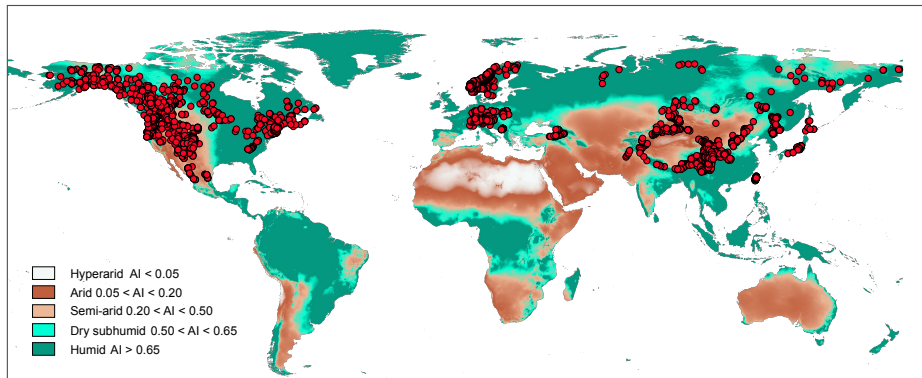 Hyperarid AI < 0.05
Arid 0.05 < AI < 0.20
Semi-arid 0.20 < AI < 0.50
Dry subhumid 0.50 < AI < 0.65
Humid AI > 0.65